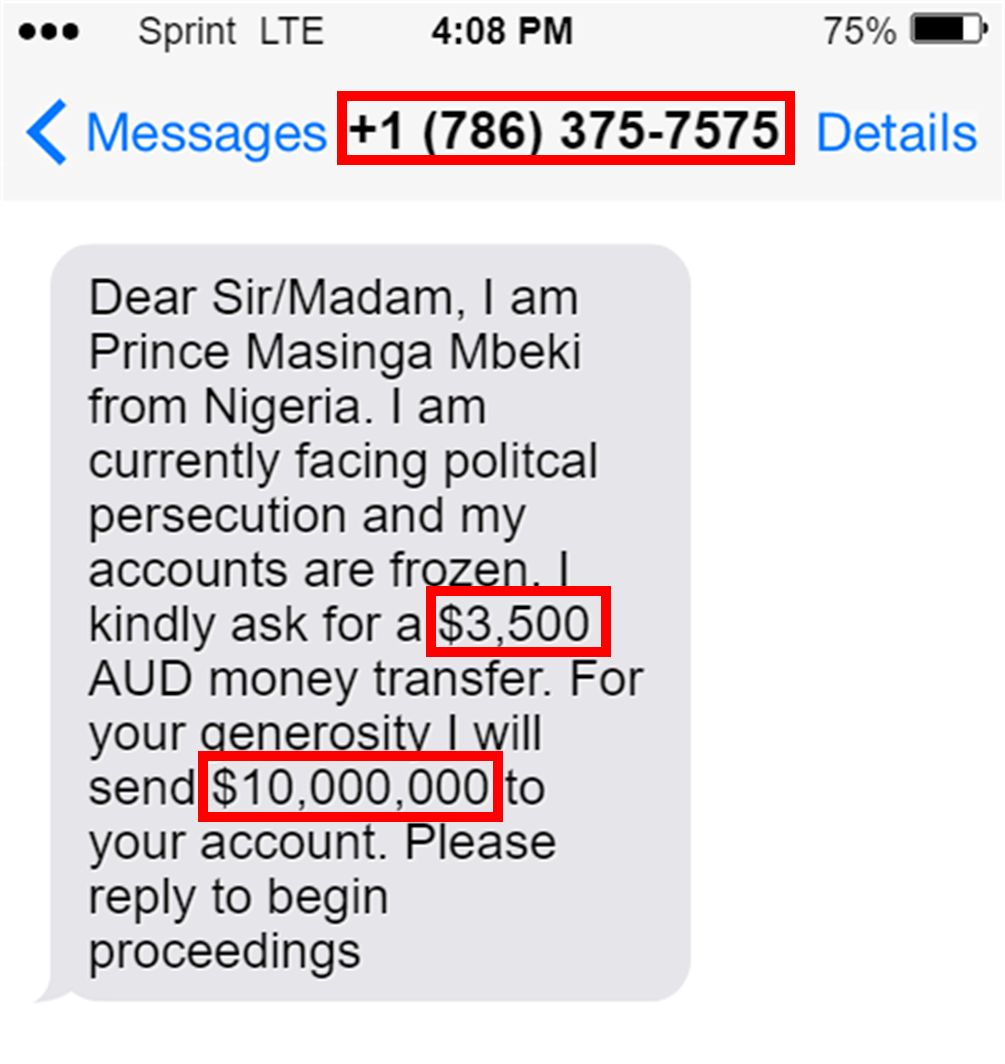 Sprint LTE 4:08 PM 75%
Messages +1 (786) 375-7575 Details
Dear Sir/Madam, I am
Prince Masinga Mbeki
from Nigeria. I am
currently facing politcal
persecution and my
accounts are frozen. I
kindly ask for a $3,500
AUD money transfer. For
your generosity I will
send $10,000,000 to
your account. Please
reply to begin
proceedings